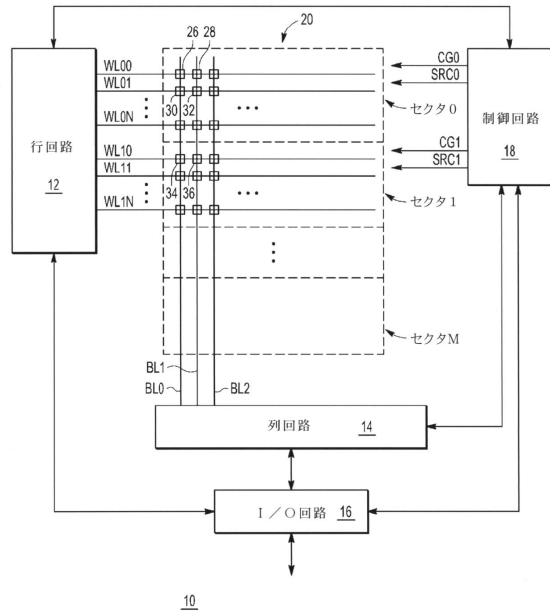 20
26
28
WL00
WL01
30
32
WL0N
セクタ0
CG0
SRC0
制御回路
18
行回路
12
WL10
WL11
34
36
WL1N
セクタ1
CG1
SRC1
セクタM
BL1
BL0
BL2
列回路
14
I/O回路
16
10